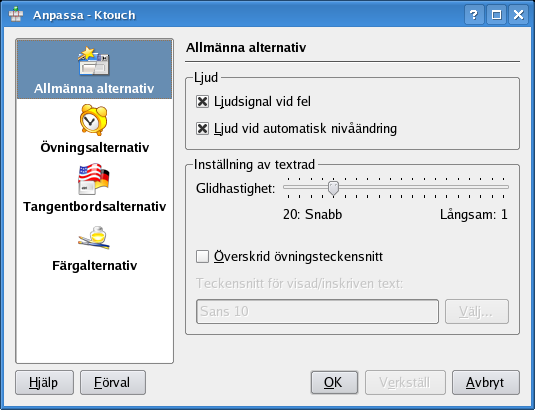 Anpassa - Ktouch
Allmänna alternativ
Övningsalternativ
Tangentbordsalternativ
Färgalternativ
Allmänna alternativ
Ljud
Ljudsignal vid fel
Ljud vid automatisk nivåändring
Inställning av textrad
Glidhastighet:
20: Snabb Långsam: 1
Överskrid övningsteckensnitt
Teckensnitt för visad/inskriven text:
Sans 10 Välj...
Hjälp Förval OK Verkställ Avbryt